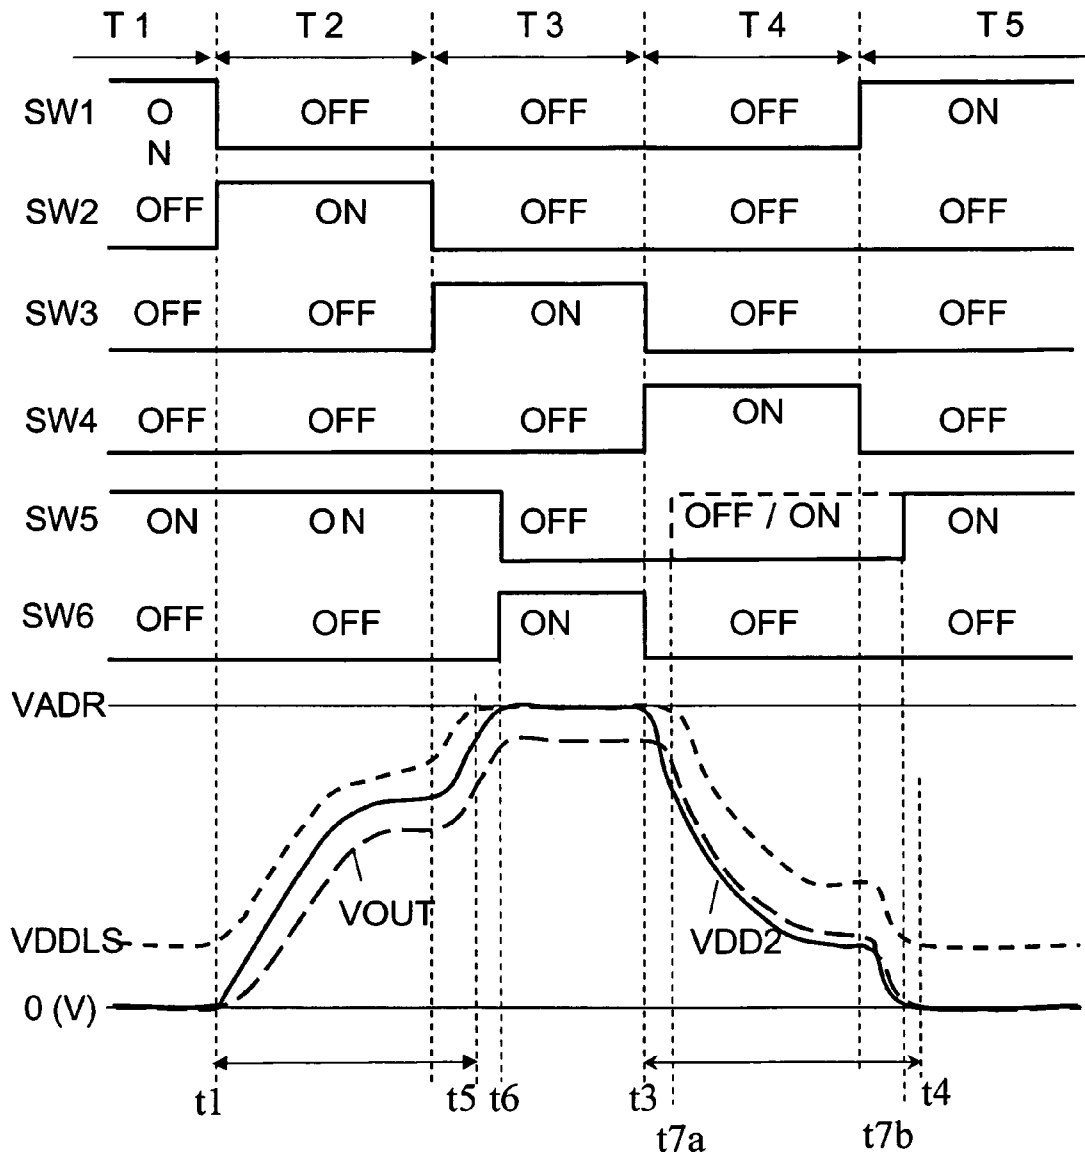 T1 T2 T3 T4 T5
SW1 ON OFF OFF OFF ON
SW2 OFF ON OFF OFF OFF
SW3 OFF OFF ON OFF OFF
SW4 OFF OFF OFF ON OFF
SW5 ON ON OFF OFF / ON ON
SW6 OFF OFF ON OFF OFF
VADR
VOUT
VDDLS VDD2
0 (V)
t1 t5 t6 t3 t4
t7a t7b